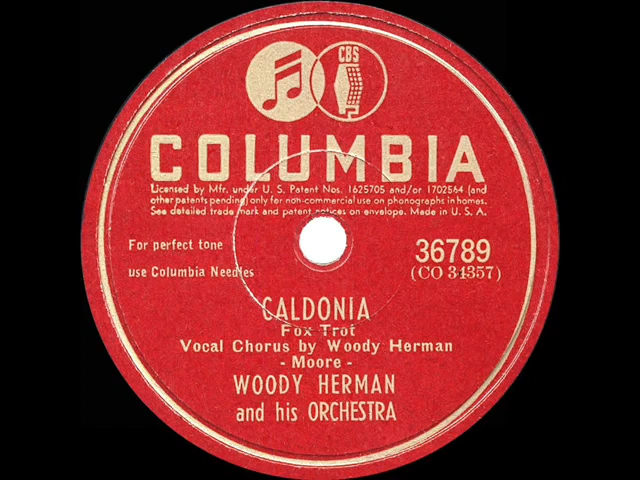 CBS
COLUMBIA
Licensed by Mfr. under U. S. Patent Nos. 1625705 and/or 1702564 (and
other patents pending) only for non-commercial use on phonographs in homes.
See detailed trade mark and patent notices on envelope. Made in U. S. A.
For perfect tone
use Columbia Needles
36789
(CO 34357)
CALDONIA
Fox Trot
Vocal Chorus by Woody Herman
- Moore -
WOODY HERMAN
and his ORCHESTRA